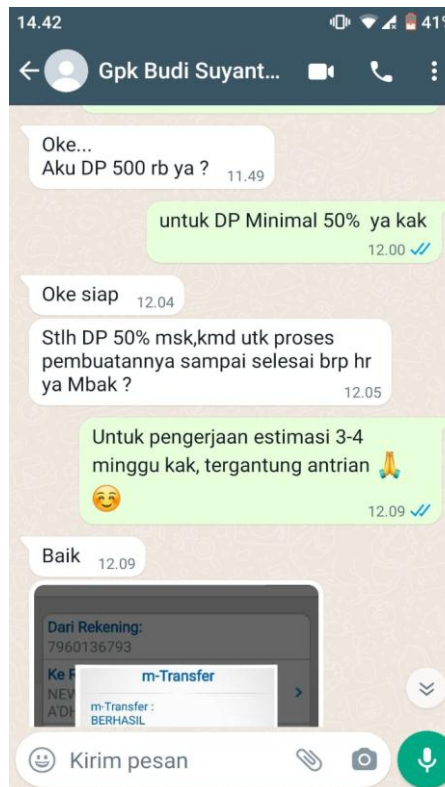 14.42
41%
Gpk Budi Suyant...
Oke...
Aku DP 500 rb ya ?
11.49
untuk DP Minimal 50% ya kak
12.00
Oke siap
12.04
Stlh DP 50% msk,kmd utk proses
pembuatannya sampai selesai brp hr
ya Mbak ?
12.05
Untuk pengerjaan estimasi 3-4
minggu kak, tergantung antrian 🙏
☺️
12.09
Baik
12.09
Dari Rekening:
7960136793
m-Transfer
m-Transfer :
BERHASIL
Kirim pesan